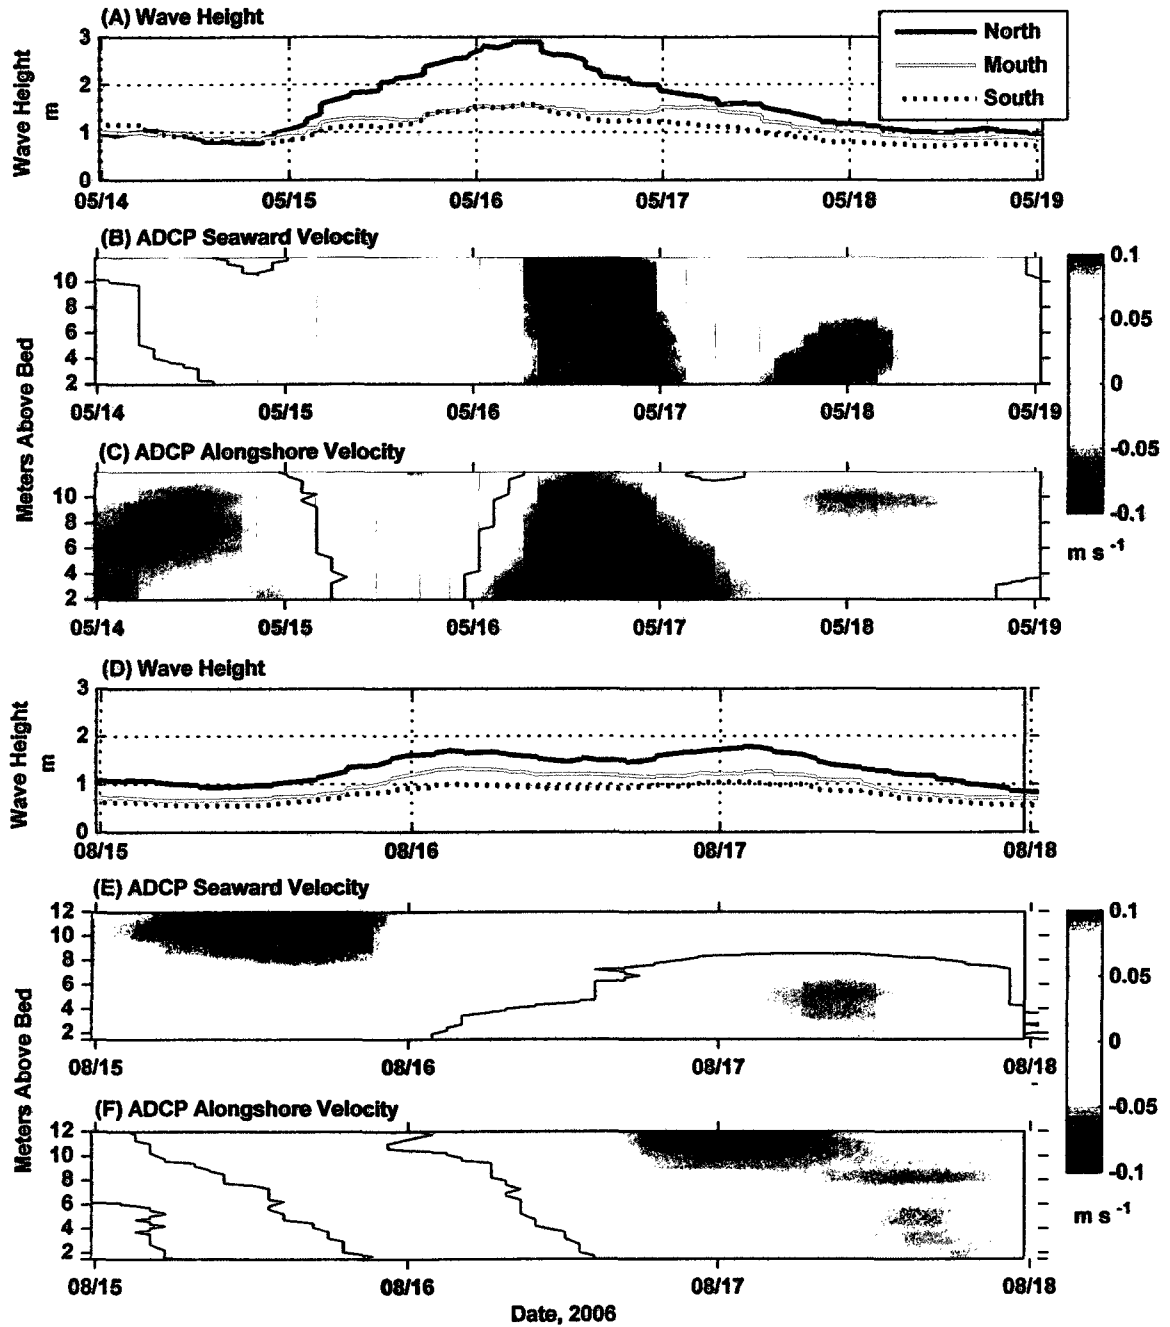 (A) Wave Height
North
Mouth
South
Wave Height
m
3
2
1
0
05/14 05/15 05/16 05/17 05/18 05/19
(B) ADCP Seaward Velocity
10
8
6
4
2
05/14 05/15 05/16 05/17 05/18 05/19
Meters Above Bed
(C) ADCP Alongshore Velocity
10
8
6
4
2
05/14 05/15 05/16 05/17 05/18 05/19
0.1
0.05
0
-0.05
-0.1
m s -1
(D) Wave Height
Wave Height
m
3
2
1
0
08/15 08/16 08/17 08/18
(E) ADCP Seaward Velocity
12
10
8
6
4
2
08/15 08/16 08/17 08/18
Meters Above Bed
(F) ADCP Alongshore Velocity
12
10
8
6
4
2
08/15 08/16 08/17 08/18
0.1
0.05
0
-0.05
-0.1
m s -1
Date, 2006